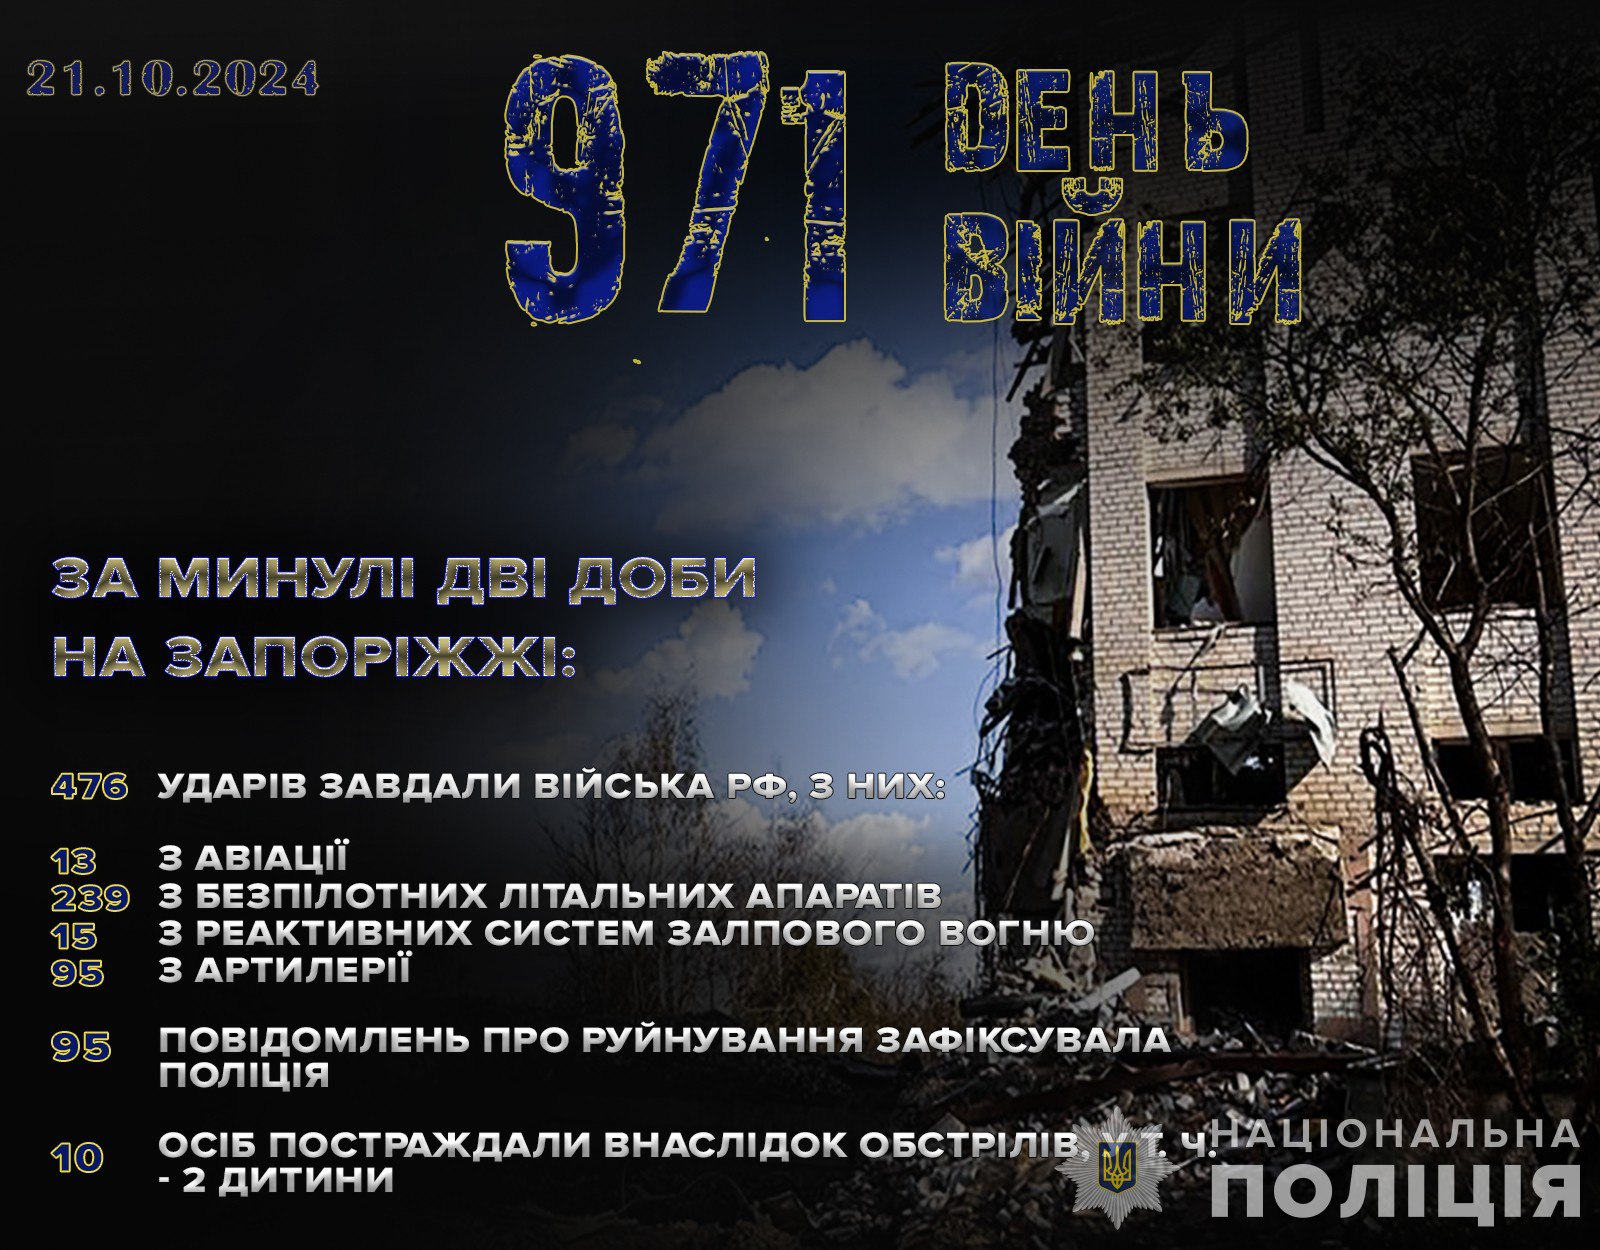 21.10.2024
971 ДЕНЬ
ВІЙНИ
ЗА МИНУЛІ ДВІ ДОБИ
НА ЗАПОРІЖЖІ:
476 УДАРІВ ЗАВДАЛИ ВІЙСЬКА РФ, З НИХ:
13 З АВІАЦІЇ
239 З БЕЗПІЛОТНИХ ЛІТАЛЬНИХ АПАРАТІВ
15 З РЕАКТИВНИХ СИСТЕМ ЗАЛПОВОГО ВОГНЮ
95 З АРТИЛЕРІЇ
95 ПОВІДОМЛЕНЬ ПРО РУЙНУВАННЯ ЗАФІКСУВАЛА
ПОЛІЦІЯ
10 ОСІБ ПОСТРАЖДАЛИ ВНАСЛІДОК ОБСТРІЛІВ, Т. Ч.
- 2 ДИТИНИ
НАЦІОНАЛЬНА
ПОЛІЦІЯ